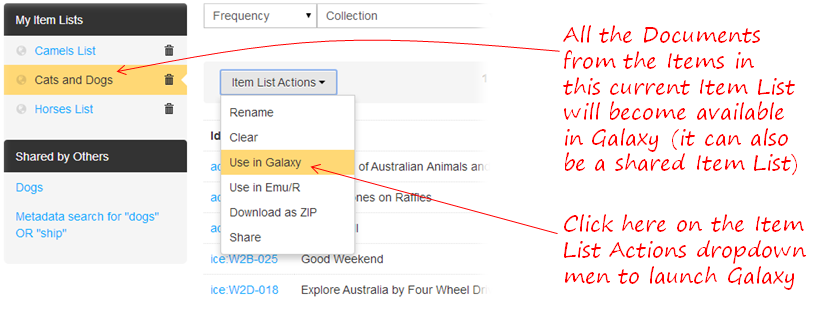 My Item Lists
Camels List
Cats and Dogs
Horses List
Shared by Others
Dogs
Metadata search for "dogs"
OR "ship"
Frequency
Collection
Item List Actions
Rename
Clear
Use in Galaxy
Use in Emu/R
Download as ZIP
Share
Id
of Australian Animals and
nes on Raffles
ice:W2B-025 Good Weekend
ice:W2D-018 Explore Australia by Four Wheel Dr
All the Documents
from the Items in
this current Item List
will become available
in Galaxy (it can also
be a shared Item List)
Click here on the Item
List Actions dropdown
men to launch Galaxy